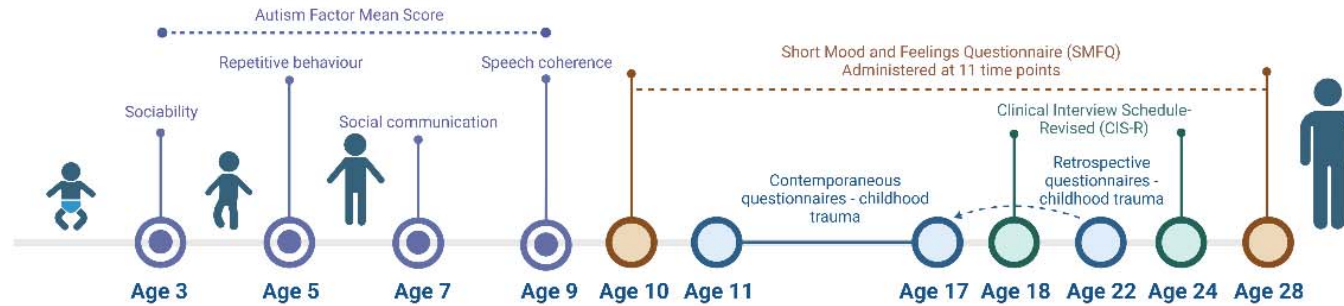 Autism Factor Mean Score
Sociability
Repetitive behaviour
Social communication
Speech coherence
Short Mood and Feelings Questionnaire (SMFQ)
Administered at 11 time points
Contemporaneous
questionnaires - childhood
trauma
Clinical Interview Schedule-
Revised (CIS-R)
Retrospective
questionnaires -
childhood trauma
Age 3
Age 5
Age 7
Age 9
Age 10
Age 11
Age 17
Age 18
Age 22
Age 24
Age 28